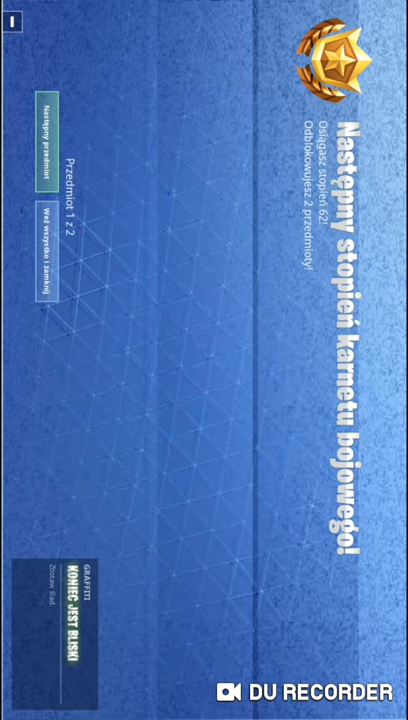 Następny stopień karnetu bojowego!
Osiągasz stopień 62!
Odblokowujesz 2 przedmioty!
Przedmiot 1 z 2
Następny przedmiot
Weź wszystko i zamknij
GRAFFITI
KONIEC JEST BLISKI
Zostaw ślad.
DU RECORDER